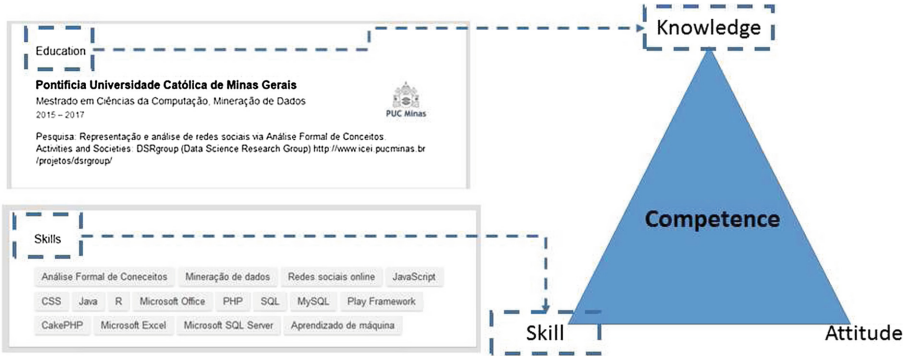 Education
Pontifícia Universidade Católica de Minas Gerais
Mestrado em Ciências da Computação, Mineração de Dados
2015 – 2017
PUC Minas
Pesquisa: Representação e análise de redes sociais via Análise Formal de Conceitos.
Activities and Societies: DSRgroup (Data Science Research Group) http://www.icei.pucminas.br
/projetos/dsrgroup/
Skills
Análise Formal de Coneceitos Mineração de dados Redes sociais online JavaScript
CSS Java R Microsoft Office PHP SQL MySQL Play Framework
CakePHP Microsoft Excel Microsoft SQL Server Aprendizado de máquina
Knowledge
Competence
Skill
Attitude